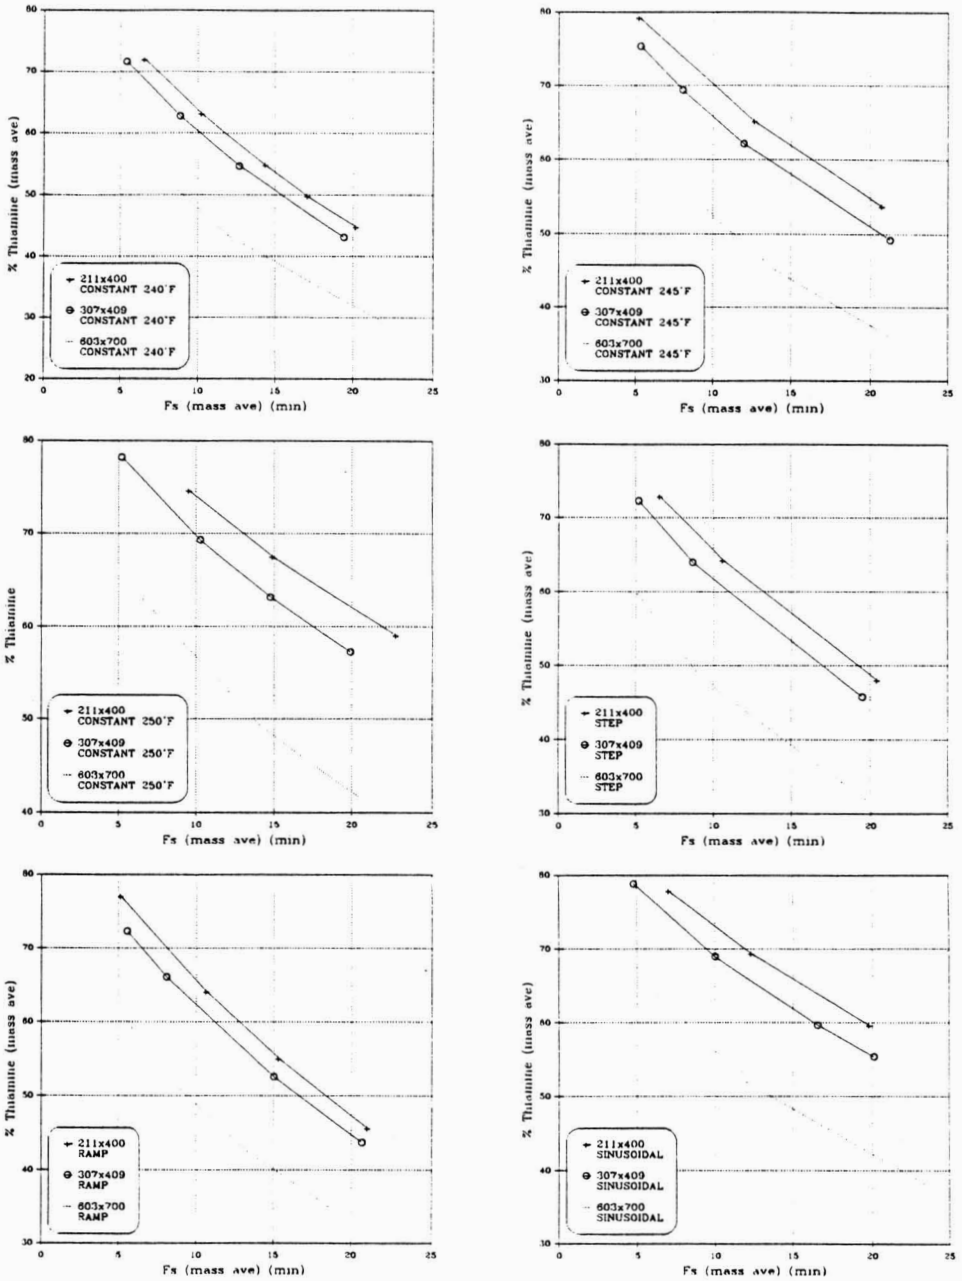 80
70
60
50
40
30
20
% Thiamine (mass ave)
211x400
CONSTANT 240°F
307x409
CONSTANT 240°F
603x700
CONSTANT 240°F
0 5 10 15 20 25
Fs (mass ave) (min)
80
70
60
50
40
30
% Thiamine (mass ave)
211x400
CONSTANT 245°F
307x409
CONSTANT 245°F
603x700
CONSTANT 245°F
0 5 10 15 20 25
Fs (mass ave) (min)
80
70
60
50
40
% Thiamine
211x400
CONSTANT 250°F
307x409
CONSTANT 250°F
603x700
CONSTANT 250°F
0 5 10 15 20 25
Fs (mass ave) (min)
80
70
60
50
40
30
% Thiamine (mass ave)
211x400
STEP
307x409
STEP
603x700
STEP
0 5 10 15 20 25
Fs (mass ave) (min)
80
70
60
50
40
30
% Thiamine (mass ave)
211x400
RAMP
307x409
RAMP
603x700
RAMP
0 5 10 15 20 25
Fs (mass ave) (min)
80
70
60
50
40
30
% Thiamine (mass ave)
211x400
SINUSOIDAL
307x409
SINUSOIDAL
603x700
SINUSOIDAL
0 5 10 15 20 25
Fs (mass ave) (min)